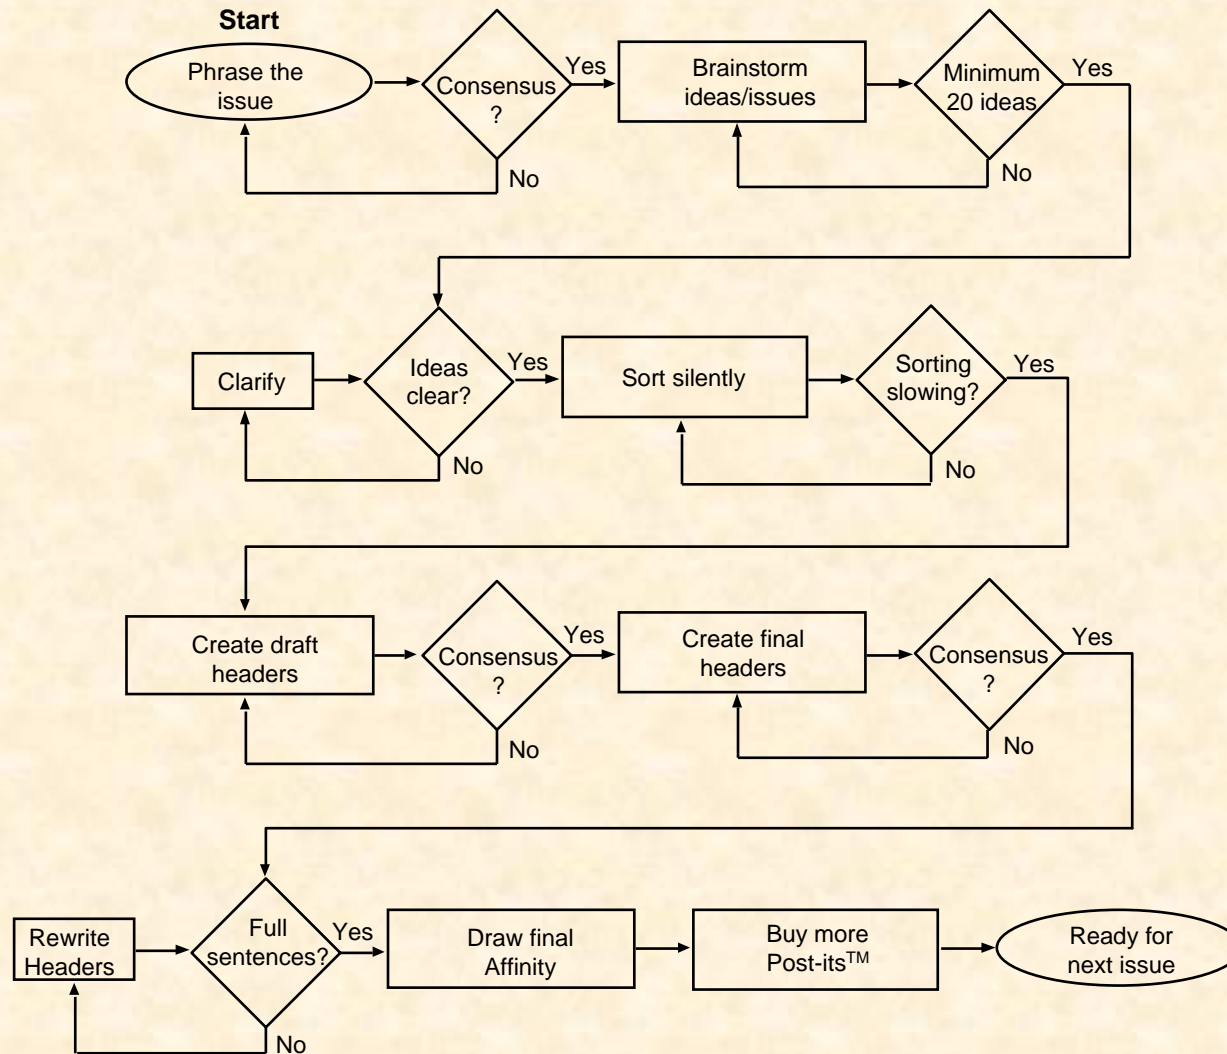 Start
Phrase the
issue
Consensus
?
Yes
No
Brainstorm
ideas/issues
Minimum
20 ideas
Yes
No
Clarify
Ideas
clear?
Yes
No
Sort silently
Sorting
slowing?
Yes
No
Create draft
headers
Consensus
?
Yes
No
Create final
headers
Consensus
?
Yes
No
Rewrite
Headers
Full
sentences?
Yes
No
Draw final
Affinity
Buy more
Post-its™
Ready for
next issue